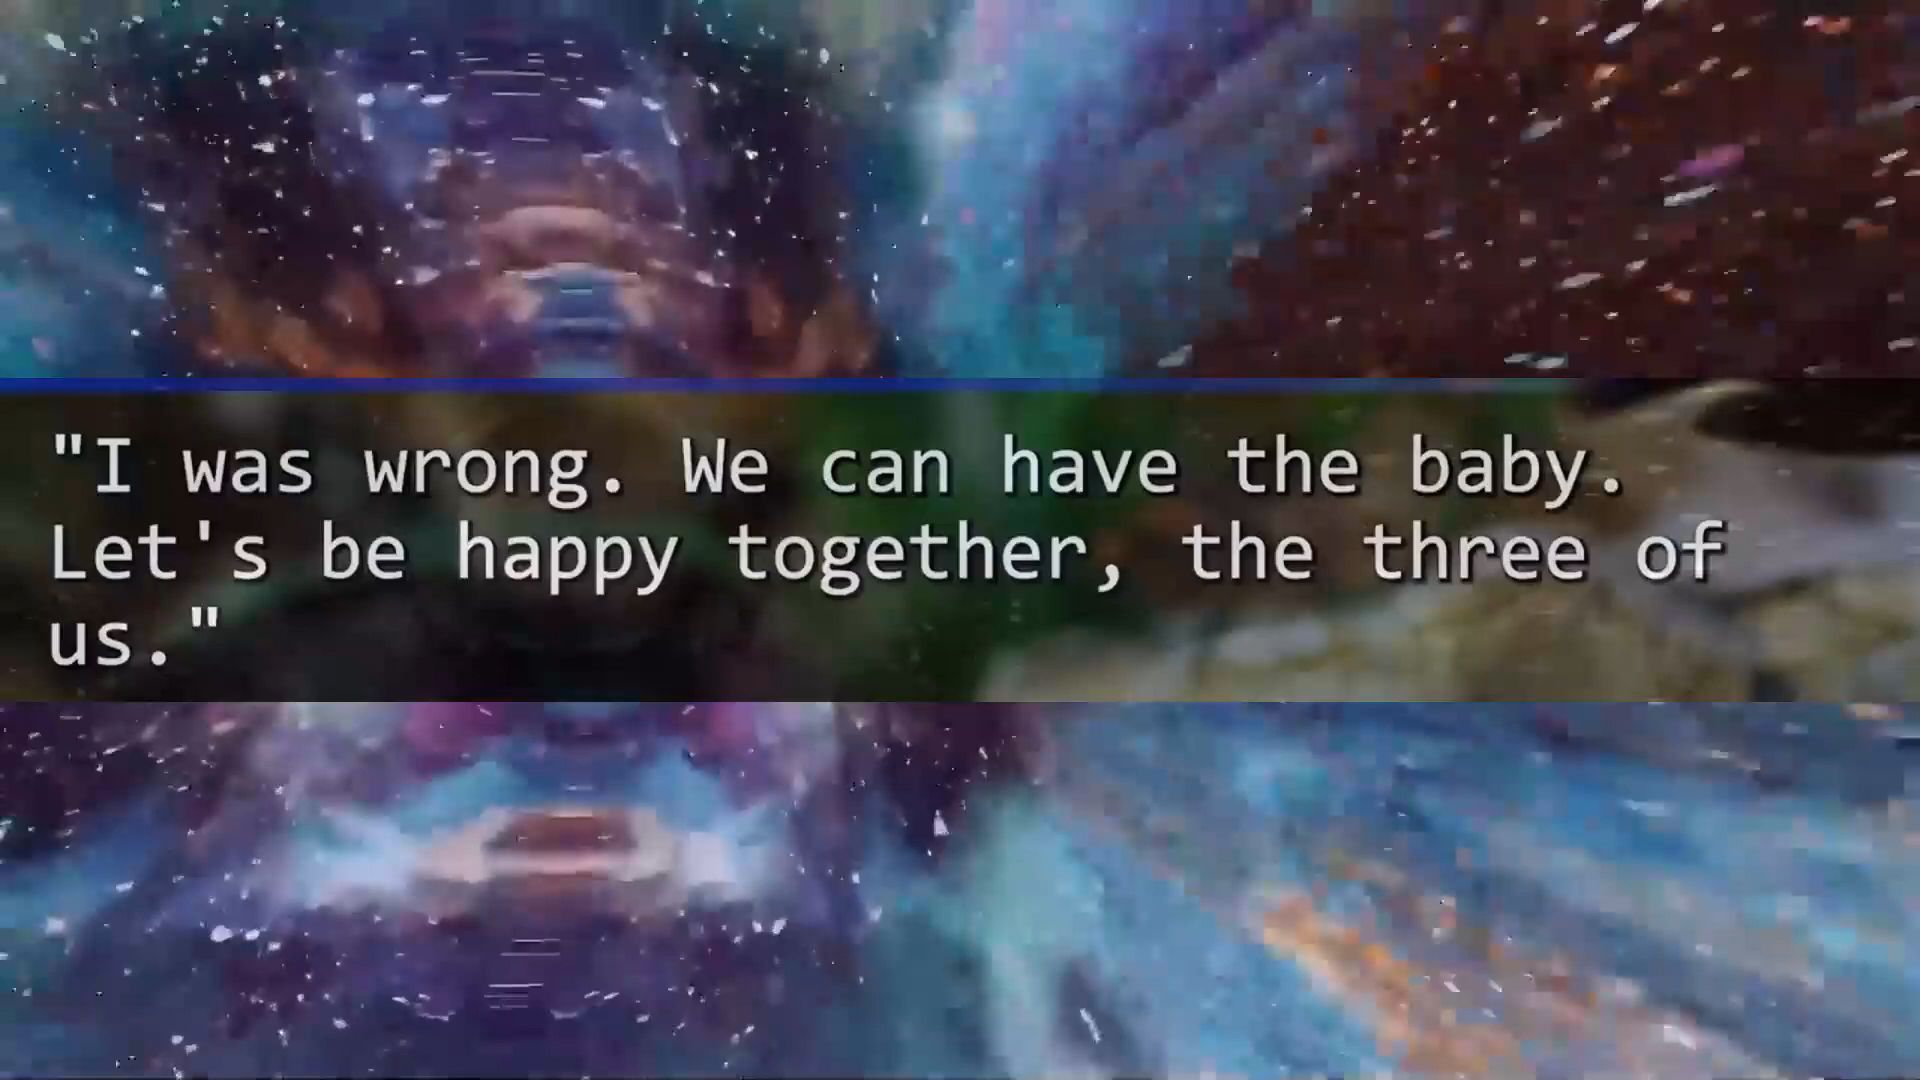 "I was wrong. We can have the baby.
Let's be happy together, the three of
us."